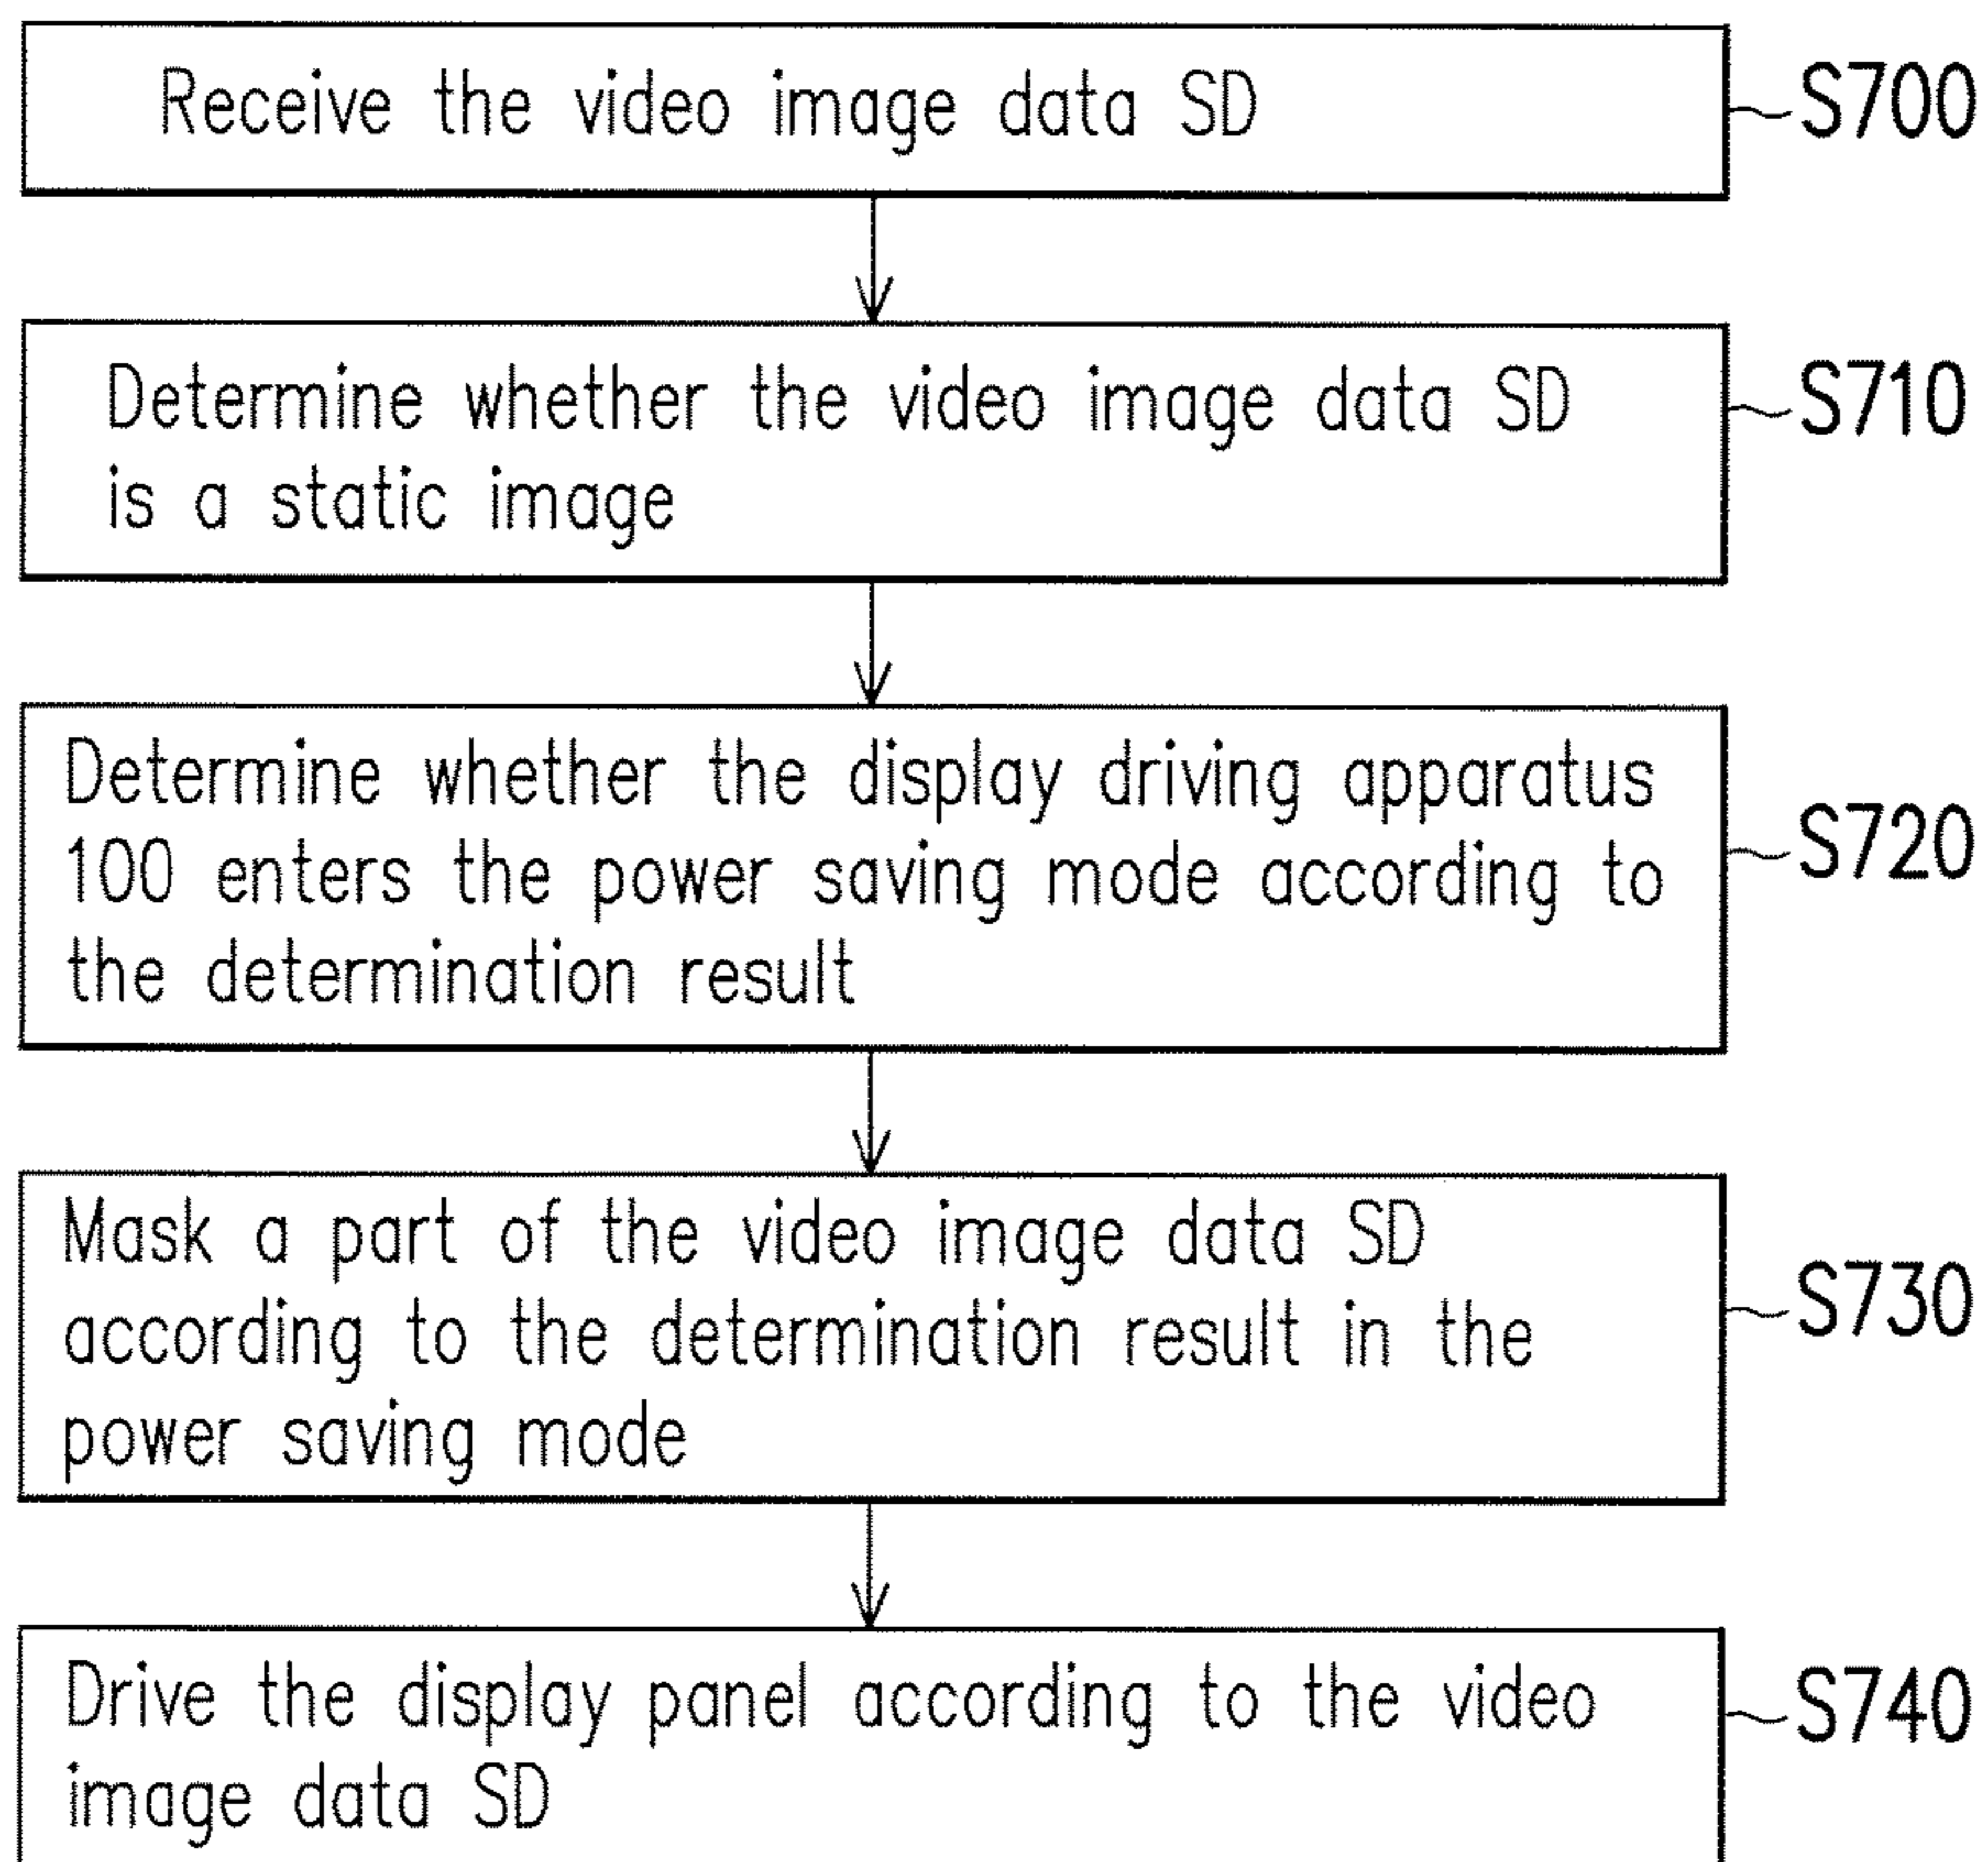 Receive the video image data SD
S700
Determine whether the video image data SD
is a static image
S710
Determine whether the display driving apparatus
100 enters the power saving mode according to
the determination result
S720
Mask a part of the video image data SD
according to the determination result in the
power saving mode
S730
Drive the display panel according to the video
image data SD
S740